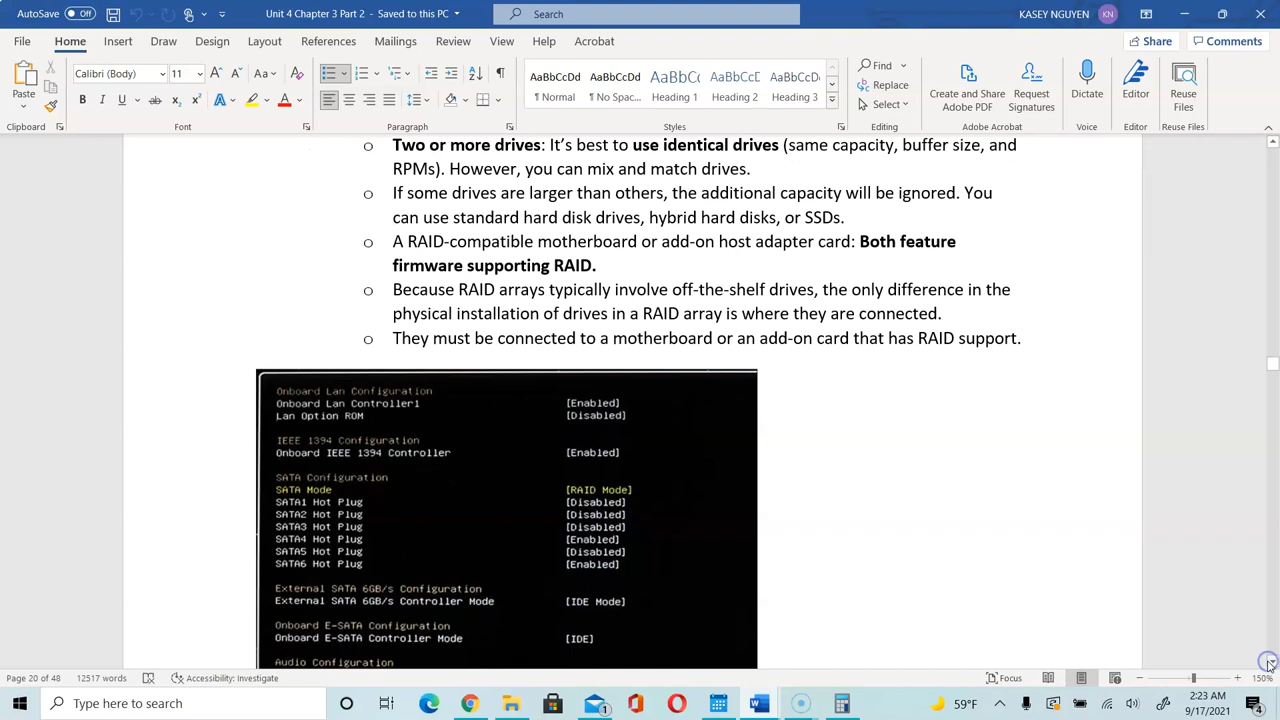 AutoSave Off Unit 4 Chapter 3 Part 2 Search KASEY NGUYEN KN
File Home Insert Draw Design Layout References Mailings Review View Help Acrobat Share Comments
Paste Calibri (Body) 11 AaBbCcDd AaBbCcDd AaBbCc AaBbCcD AaBbCcD Find Replace Select Create and Share Adobe PDF Request Signatures Dictate Editor Reuse Files
¶ Normal ¶ No Spac... Heading 1 Heading 2 Heading 3
Clipboard Font Paragraph Styles Editing Adobe Acrobat Voice Editor Reuse Files
o Two or more drives: It’s best to use identical drives (same capacity, buffer size, and
RPMs). However, you can mix and match drives.
o If some drives are larger than others, the additional capacity will be ignored. You
can use standard hard disk drives, hybrid hard disks, or SSDs.
o A RAID-compatible motherboard or add-on host adapter card: Both feature
firmware supporting RAID.
o Because RAID arrays typically involve off-the-shelf drives, the only difference in the
physical installation of drives in a RAID array is where they are connected.
o They must be connected to a motherboard or an add-on card that has RAID support.
Onboard Lan Configuration
Onboard Lan Controller1 [Enabled]
Lan Option ROM [Disabled]
IEEE 1394 Configuration
Onboard IEEE 1394 Controller [Enabled]
SATA Configuration
SATA Mode [RAID Mode]
SATA1 Hot Plug [Disabled]
SATA2 Hot Plug [Disabled]
SATA3 Hot Plug [Disabled]
SATA4 Hot Plug [Enabled]
SATA5 Hot Plug [Disabled]
SATA6 Hot Plug [Enabled]
External SATA 6GB/s Configuration
External SATA 6GB/s Controller Mode [IDE Mode]
Onboard E-SATA Configuration
Onboard E-SATA Controller Mode [IDE]
Audio Configuration
Page 20 of 48 12517 words Accessibility: Investigate Focus 150%
Type here to search 1 59°F 2:23 AM
9/17/2021 4